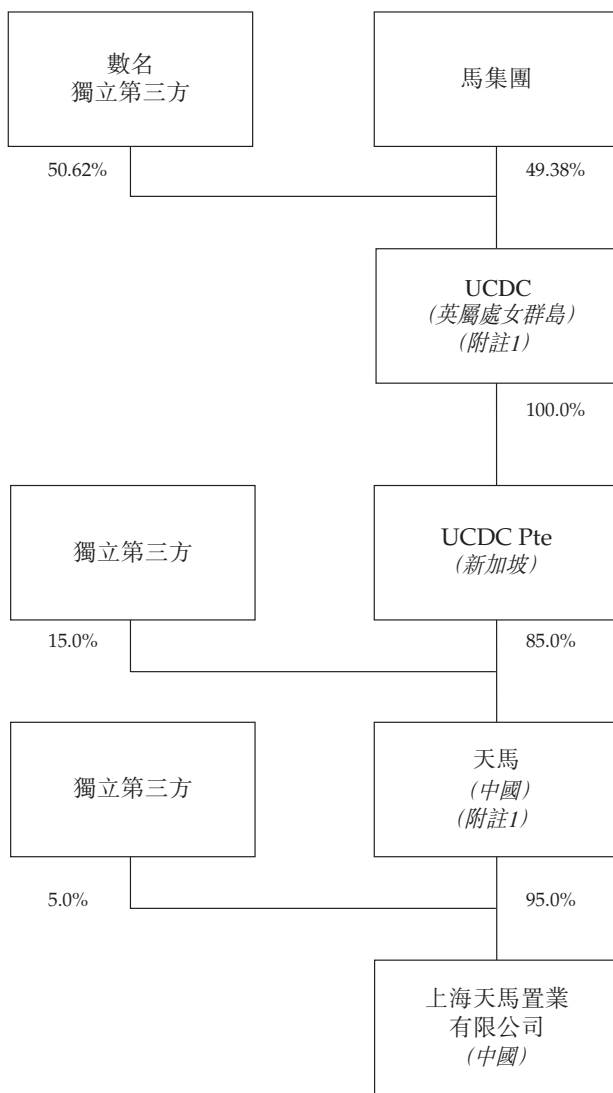 數名
獨立第三方
馬集團
50.62%
49.38%
UCDC
(英屬處女群島)
(附註1)
100.0%
獨立第三方
UCDC Pte
(新加坡)
15.0%
85.0%
獨立第三方
天馬
(中國)
(附註1)
5.0%
95.0%
上海天馬置業
有限公司
(中國)